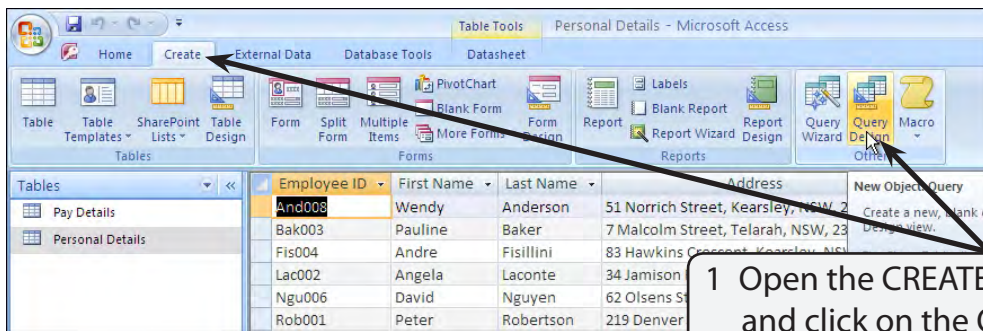 Table Tools Personal Details - Microsoft Access
Home Create External Data Database Tools Datasheet
Table
Table Templates
SharePoint Lists
Table Design
Tables
Form
Split Form
Multiple Items
PivotChart
Blank Form
More Forms
Form Design
Forms
Report
Labels
Blank Report
Report Wizard
Report Design
Reports
Query Wizard
Query Design
Macro
Other
Tables
Pay Details
Personal Details
Employee ID First Name Last Name Address
And008 Wendy Anderson 51 Norrich Street, Kearsley, NSW, 2
Bak003 Pauline Baker 7 Malcolm Street, Telarah, NSW, 23
Fis004 Andre Fisillini 83 Hawkins Crescent, Kearsley, NSW
Lac002 Angela Laconte 34 Jamison
Ngu006 David Nguyen 62 Olsens St
Rob001 Peter Robertson 219 Denver
New Object: Query
Create a new, blank
Design view.
1 Open the CREATE
and click on the